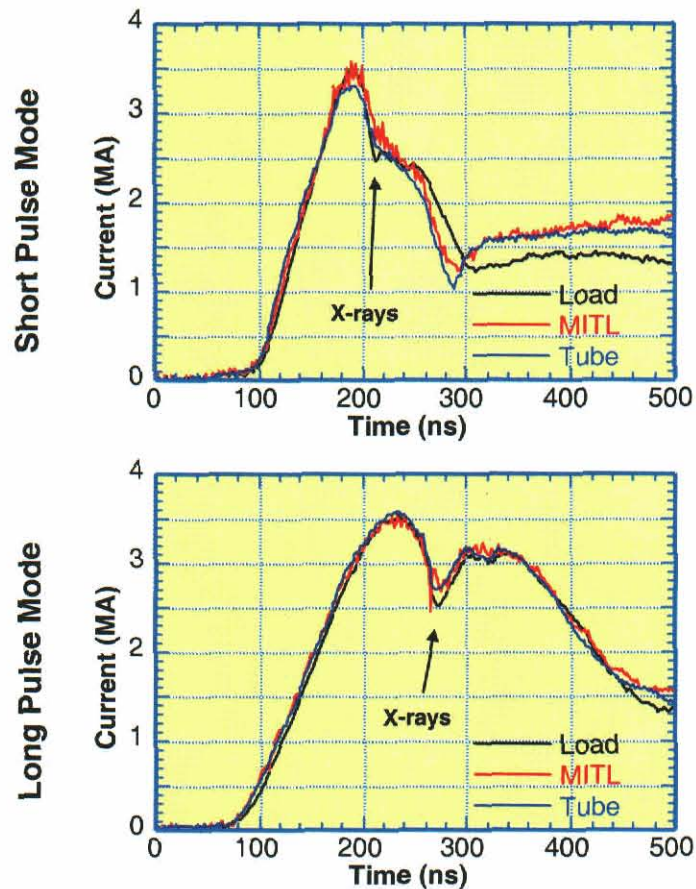 Short Pulse Mode
Current (MA)
4
3
2
1
0
X-rays
Load
MITL
Tube
0 100 200 300 400 500
Time (ns)
Long Pulse Mode
Current (MA)
4
3
2
1
0
X-rays
Load
MITL
Tube
0 100 200 300 400 500
Time (ns)